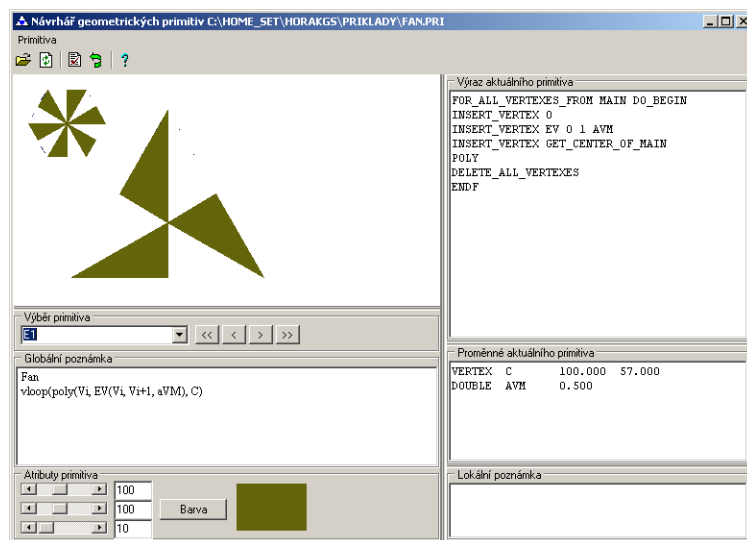 Návrhář geometrických primitiv C:\HOME_SET\HORAKGS\PRIKLADY\FAN.PRI
Primitiva
?
Výběr primitiva
E1
<< < > >>
Globální poznámka
Fan
vloop(poly(Vi, EV(Vi, Vi+1, aVM), C)
Atributy primitiva
100
100
Barva
10
Výraz aktuálního primitiva
FOR_ALL_VERTEXES_FROM MAIN DO_BEGIN
INSERT_VERTEX 0
INSERT_VERTEX EV 0 1 AVM
INSERT_VERTEX GET_CENTER_OF_MAIN
POLY
DELETE_ALL_VERTEXES
ENDF
Proměnné aktuálního primitiva
VERTEX C 100.000 57.000
DOUBLE AVM 0.500
Lokální poznámka